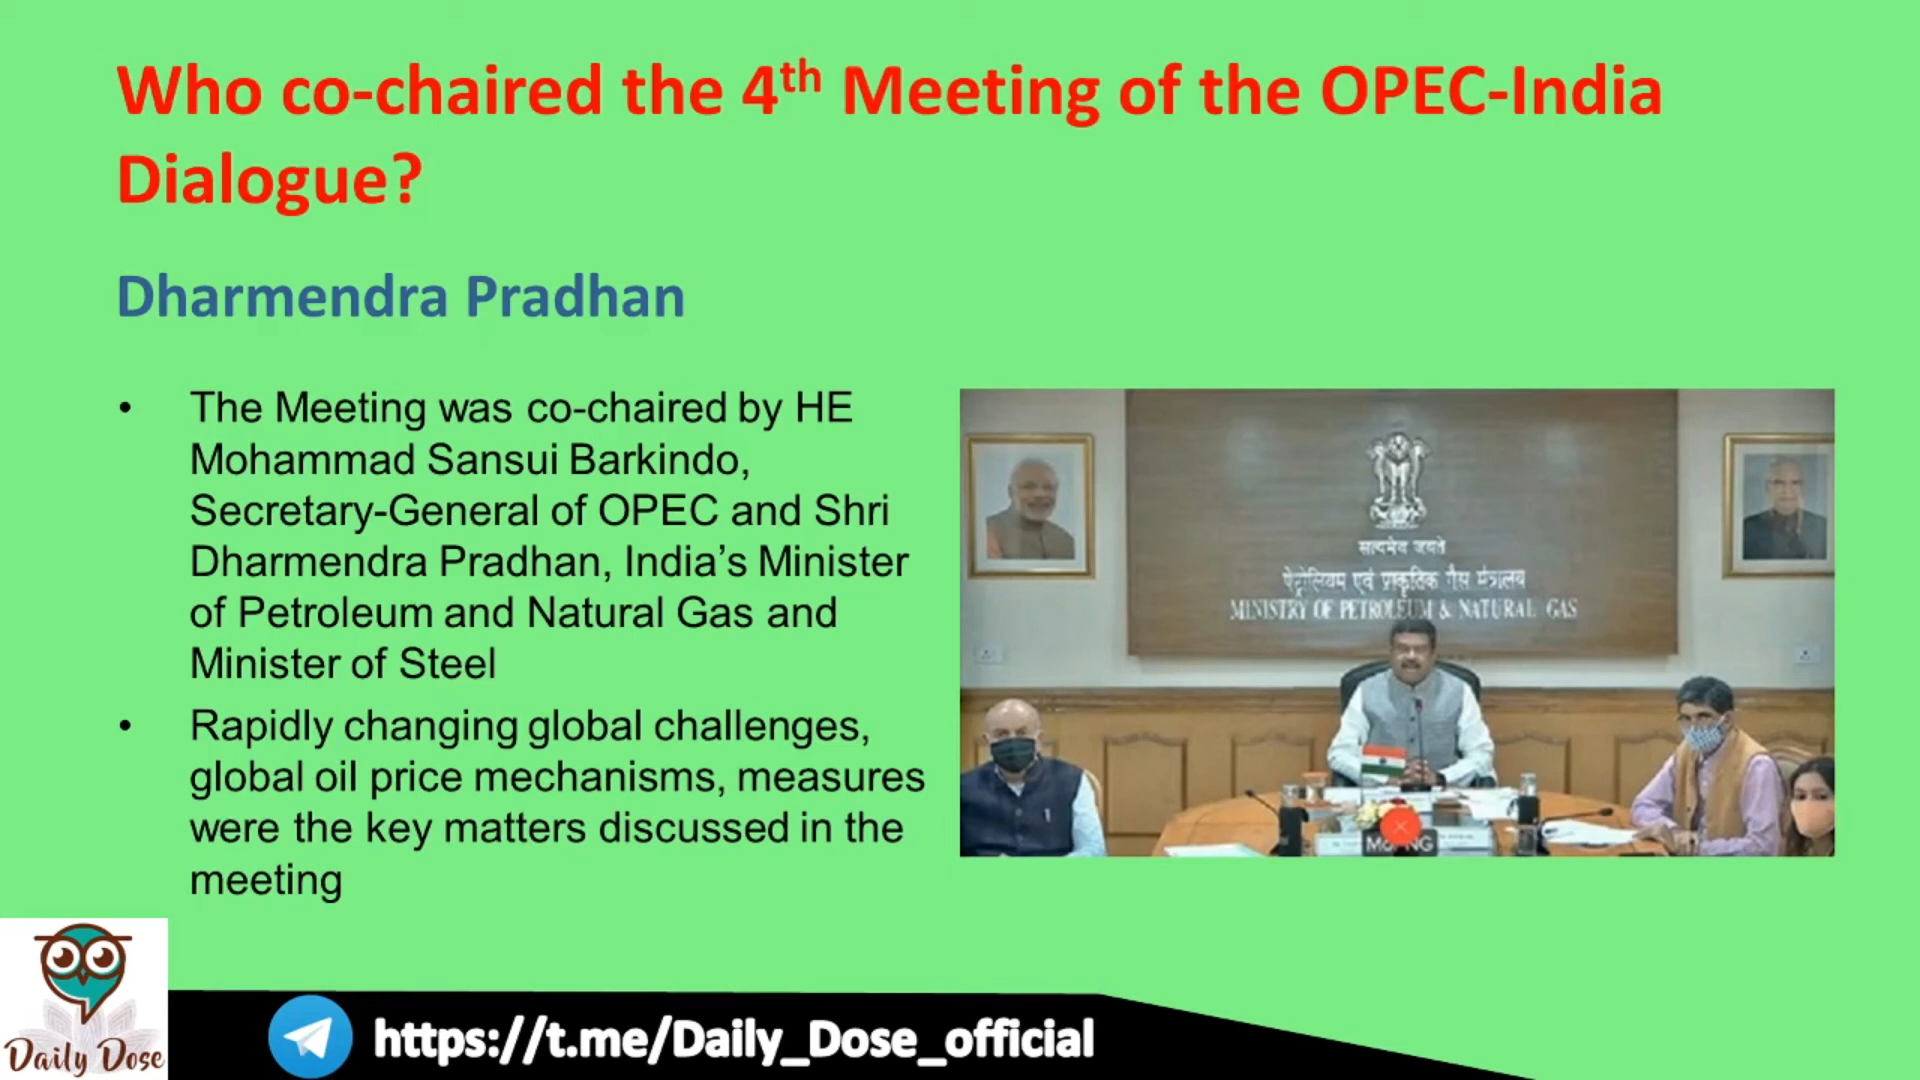 Who co-chaired the 4th Meeting of the OPEC-India
Dialogue?
Dharmendra Pradhan
• The Meeting was co-chaired by HE
Mohammad Sansui Barkindo,
Secretary-General of OPEC and Shri
Dharmendra Pradhan, India’s Minister
of Petroleum and Natural Gas and
Minister of Steel
• Rapidly changing global challenges,
global oil price mechanisms, measures
were the key matters discussed in the
meeting
सत्यमेव जयते
पेट्रोलियम एवं प्राकृतिक गैस मंत्रालय
MINISTRY OF PETROLEUM & NATURAL GAS
Daily Dose
https://t.me/Daily_Dose_official